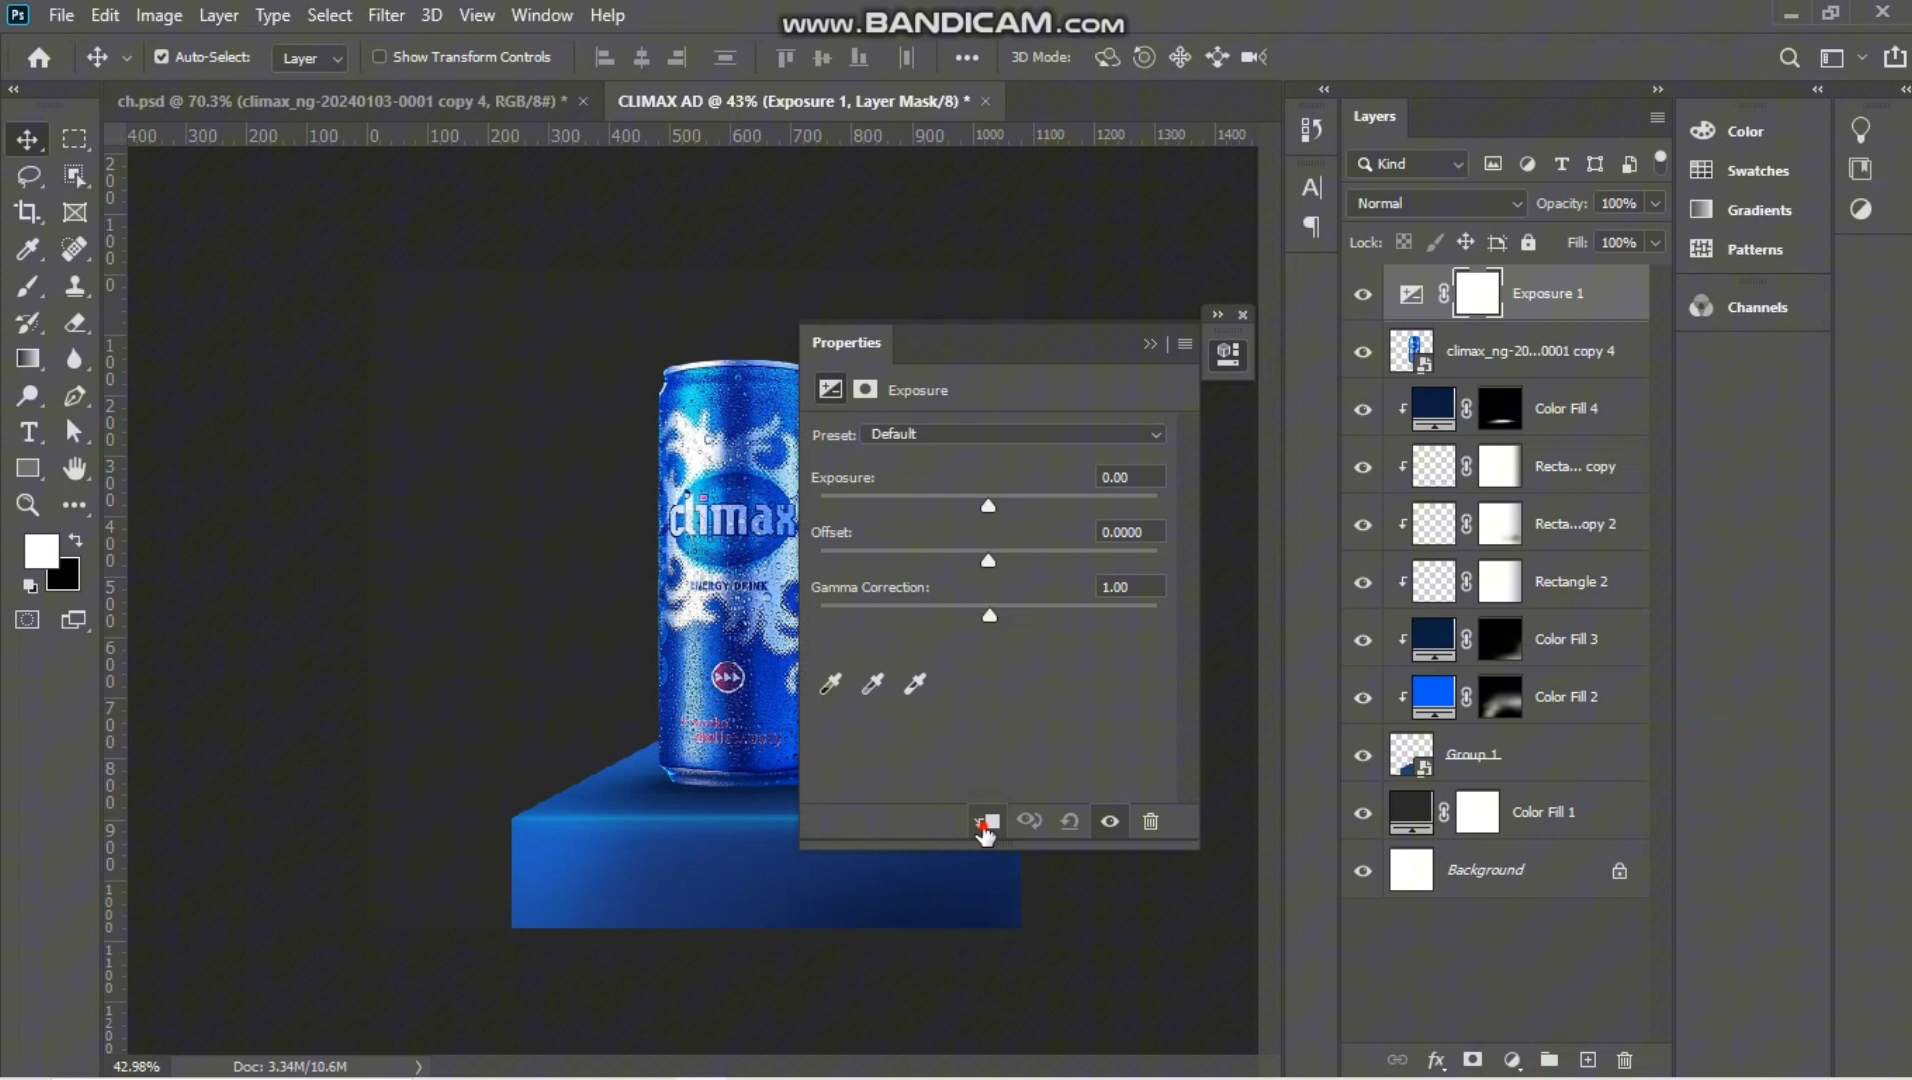 Ps File Edit Image Layer Type Select Filter 3D View Window Help
www.BANDICAM.com
Auto-Select: Layer Show Transform Controls 3D Mode:
ch.psd @ 70.3% (climax_ng-20240103-0001 copy 4, RGB/8#) * ×
CLIMAX AD @ 43% (Exposure 1, Layer Mask/8) * ×
400 300 200 100 0 100 200 300 400 500 600 700 800 900 1000 1100 1200 1300 1400
Layers
Kind
Normal Opacity: 100%
Lock: Fill: 100%
Exposure 1
climax_ng-20...0001 copy 4
Color Fill 4
Recta... copy
Recta...opy 2
Rectangle 2
Color Fill 3
Color Fill 2
Group 1
Color Fill 1
Background
Color
Swatches
Gradients
Patterns
Channels
Properties
Exposure
Preset: Default
Exposure: 0.00
Offset: 0.0000
Gamma Correction: 1.00
climax
ENERGY DRINK
42.98% Doc: 3.34M/10.6M